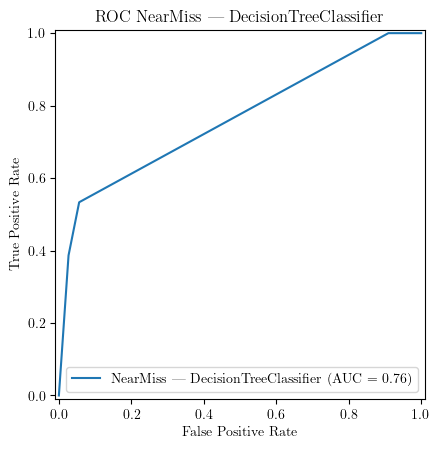 ROC NearMiss — DecisionTreeClassifier
1.0
0.8
0.6
0.4
0.2
0.0
True Positive Rate
NearMiss — DecisionTreeClassifier (AUC = 0.76)
0.0 0.2 0.4 0.6 0.8 1.0
False Positive Rate